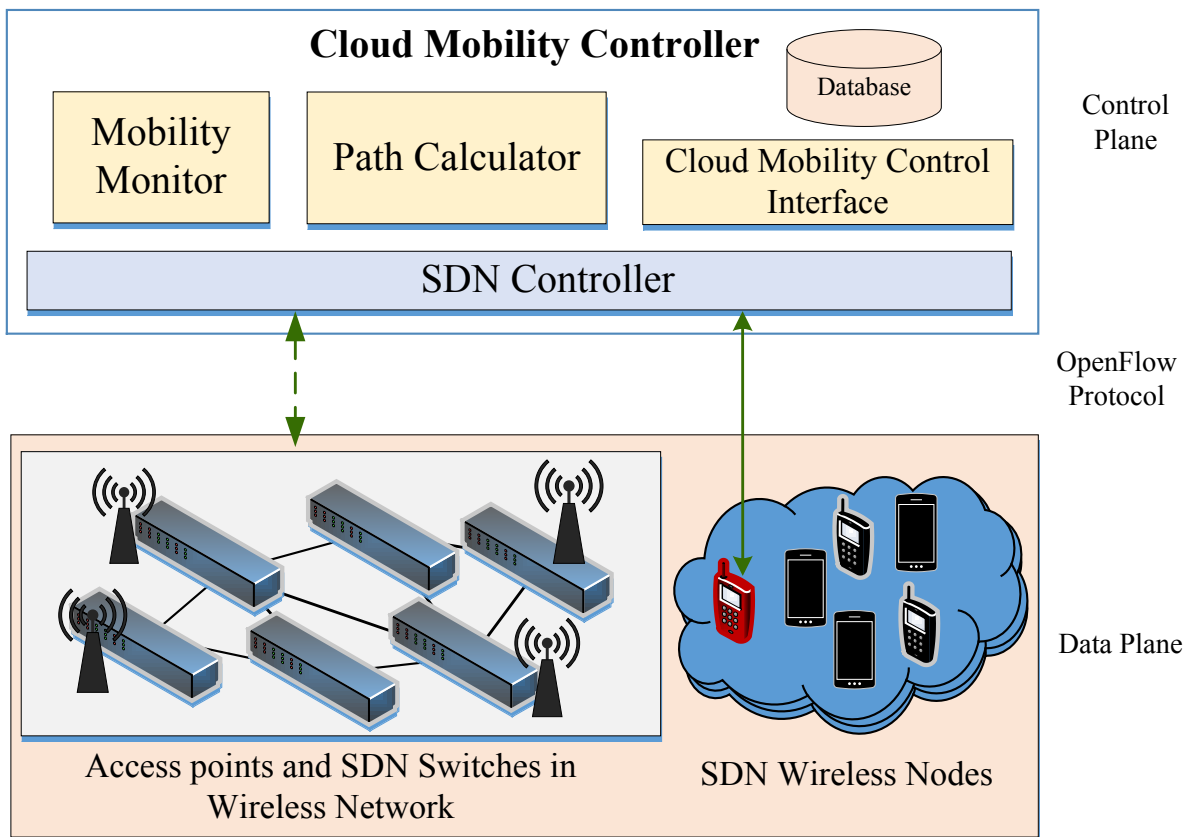 Cloud Mobility Controller
Database
Control
Plane
Mobility
Monitor
Path Calculator
Cloud Mobility Control
Interface
SDN Controller
OpenFlow
Protocol
Data Plane
Access points and SDN Switches in
Wireless Network
SDN Wireless Nodes